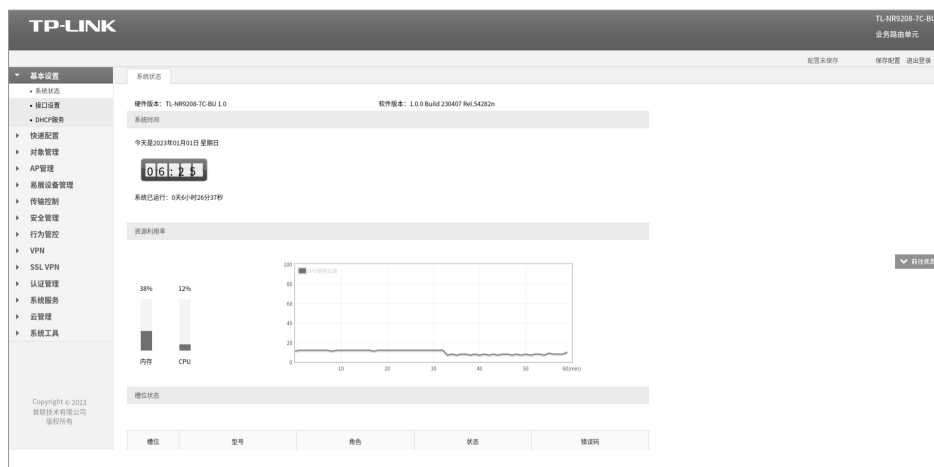 TP-LINK
TL-NR9208-7C-BU
业务路由单元
配置未保存 保存配置 退出登录
基本设置
系统状态
接口设置
DHCP服务
快速配置
对象管理
AP管理
易展设备管理
传输控制
安全管理
行为管控
VPN
SSL VPN
认证管理
系统服务
云管理
系统工具
Copyright © 2023
普联技术有限公司
版权所有
系统状态
硬件版本：TL-NR9208-7C-BU 1.0 软件版本：1.0.0 Build 230407 Rel.54282n
系统时间
今天是2023年01月01日 星期日
06:25
系统已运行：0天6小时26分37秒
资源利用率
38% 12%
内存 CPU
100
80
60
40
20
0
10 20 30 40 50 60(min)
前往
槽位状态
槽位 型号 角色 状态 错误码